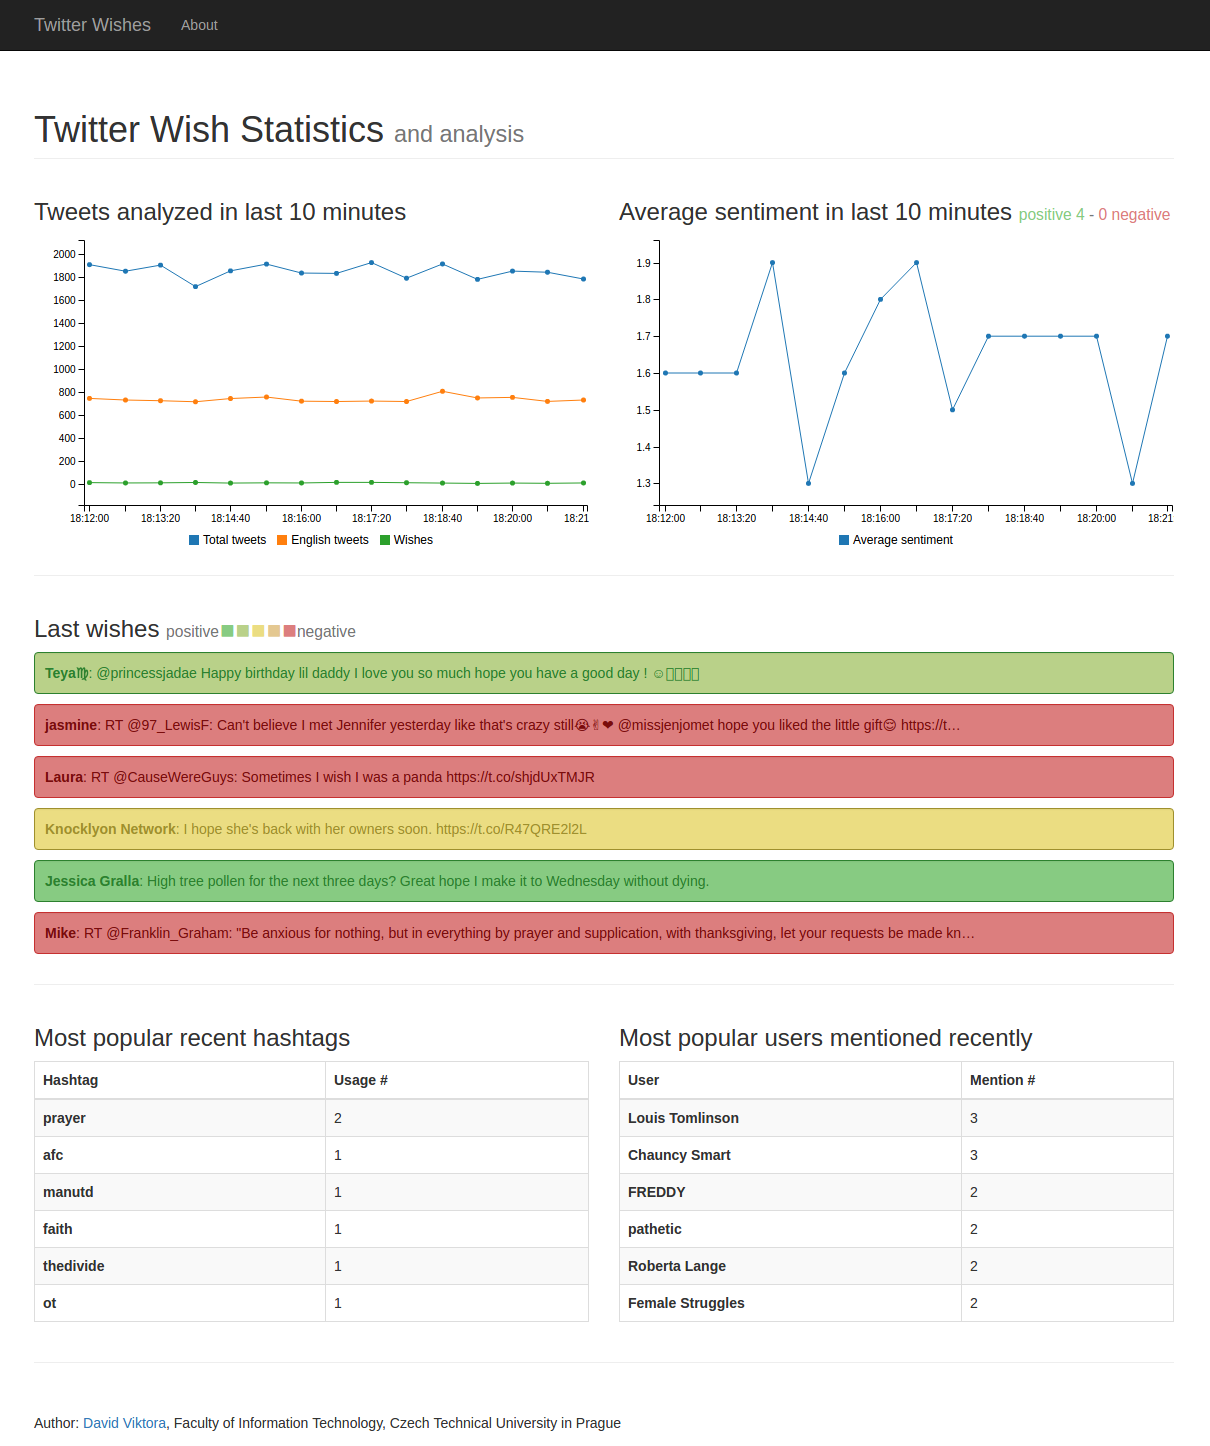 Twitter Wishes About
Twitter Wish Statistics and analysis
Tweets analyzed in last 10 minutes
2000
1800
1600
1400
1200
1000
800
600
400
200
0
18:12:00 18:13:20 18:14:40 18:16:00 18:17:20 18:18:40 18:20:00 18:21
Total tweets English tweets Wishes
Average sentiment in last 10 minutes positive 4 - 0 negative
1.9
1.8
1.7
1.6
1.5
1.4
1.3
18:12:00 18:13:20 18:14:40 18:16:00 18:17:20 18:18:40 18:20:00 18:21
Average sentiment
Last wishes positive negative
Teya♍: @princessjadae Happy birthday lil daddy I love you so much hope you have a good day ! ☺
jasmine: RT @97_LewisF: Can't believe I met Jennifer yesterday like that's crazy still😭✌❤ @missjenjomet hope you liked the little gift😊 https://t…
Laura: RT @CauseWereGuys: Sometimes I wish I was a panda https://t.co/shjdUxTMJR
Knocklyon Network: I hope she's back with her owners soon. https://t.co/R47QRE2l2L
Jessica Gralla: High tree pollen for the next three days? Great hope I make it to Wednesday without dying.
Mike: RT @Franklin_Graham: "Be anxious for nothing, but in everything by prayer and supplication, with thanksgiving, let your requests be made kn…
Most popular recent hashtags
Hashtag Usage #
prayer 2
afc 1
manutd 1
faith 1
thedivide 1
ot 1
Most popular users mentioned recently
User Mention #
Louis Tomlinson 3
Chauncy Smart 3
FREDDY 2
pathetic 2
Roberta Lange 2
Female Struggles 2
Author: David Viktora, Faculty of Information Technology, Czech Technical University in Prague